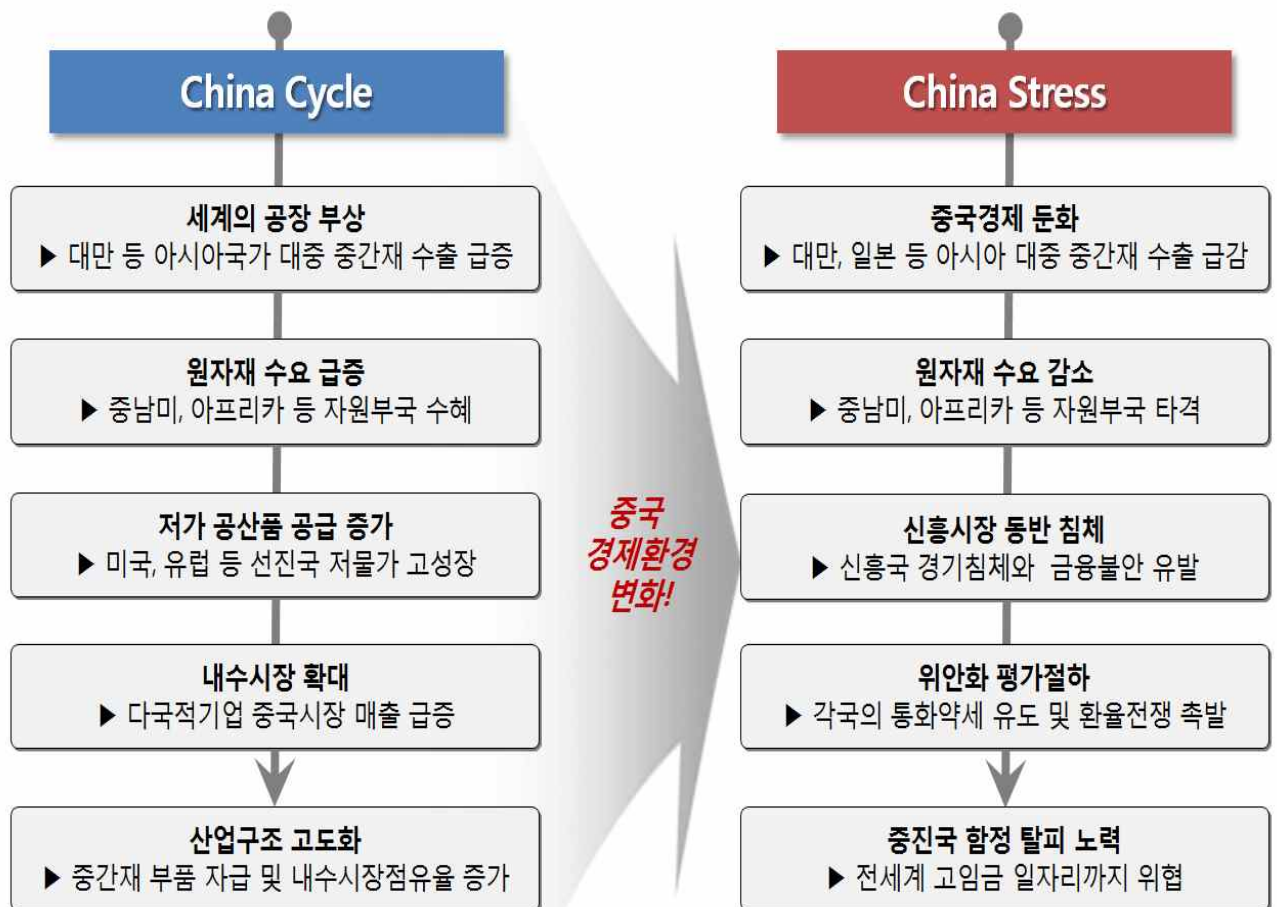 China Cycle
세계의 공장 부상
▶ 대만 등 아시아국가 대중 중간재 수출 급증
원자재 수요 급증
▶ 중남미, 아프리카 등 자원부국 수혜
저가 공산품 공급 증가
▶ 미국, 유럽 등 선진국 저물가 고성장
내수시장 확대
▶ 다국적기업 중국시장 매출 급증
산업구조 고도화
▶ 중간재 부품 자급 및 내수시장점유율 증가
중국
경제환경
변화!
China Stress
중국경제 둔화
▶ 대만, 일본 등 아시아 대중 중간재 수출 급감
원자재 수요 감소
▶ 중남미, 아프리카 등 자원부국 타격
신흥시장 동반 침체
▶ 신흥국 경기침체와 금융불안 유발
위안화 평가절하
▶ 각국의 통화약세 유도 및 환율전쟁 촉발
중진국 함정 탈피 노력
▶ 전세계 고임금 일자리까지 위협